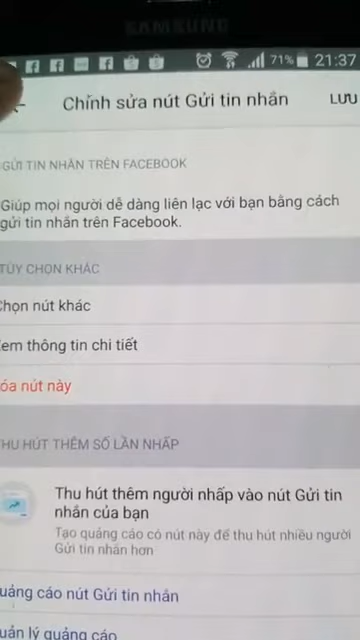 SAMSUNG
71% 21:37
Chỉnh sửa nút Gửi tin nhắn LƯU
GỬI TIN NHẮN TRÊN FACEBOOK
Giúp mọi người dễ dàng liên lạc với bạn bằng cách
gửi tin nhắn trên Facebook.
TÙY CHỌN KHÁC
Chọn nút khác
em thông tin chi tiết
óa nút này
HU HÚT THÊM SỐ LẦN NHẤP
Thu hút thêm người nhấp vào nút Gửi tin
nhắn của bạn
Tạo quảng cáo có nút này để thu hút nhiều người
Gửi tin nhắn hơn
uảng cáo nút Gửi tin nhắn
uản lý quảng cáo